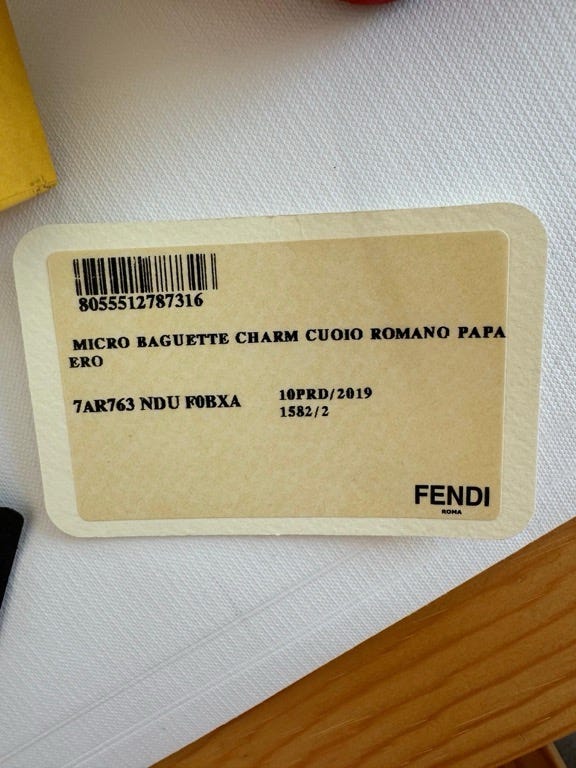 8055512787316
MICRO BAGUETTE CHARM CUOIO ROMANO PAPA
ERO
7AR763 NDU F0BXA
10PRD/2019
1582/2
FENDI
ROMA